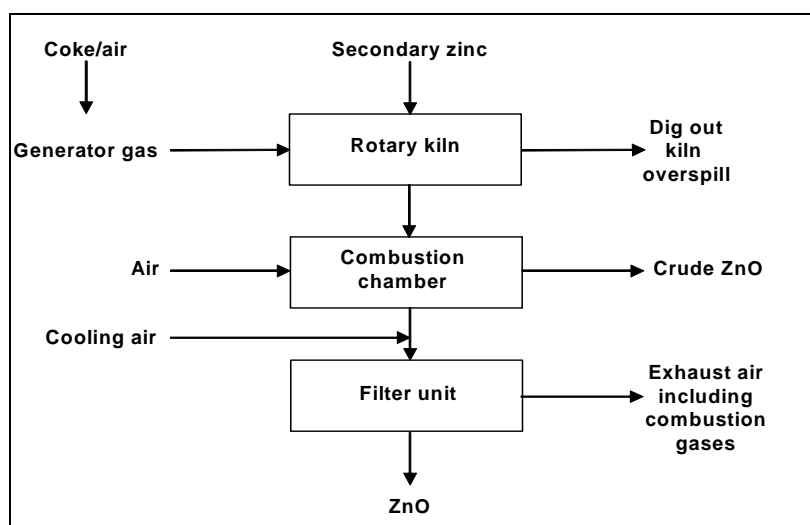 Coke/air
Secondary zinc
Generator gas
Rotary kiln
Dig out
kiln
overspill
Air
Combustion
chamber
Crude ZnO
Cooling air
Filter unit
Exhaust air
including
combustion
gases
ZnO